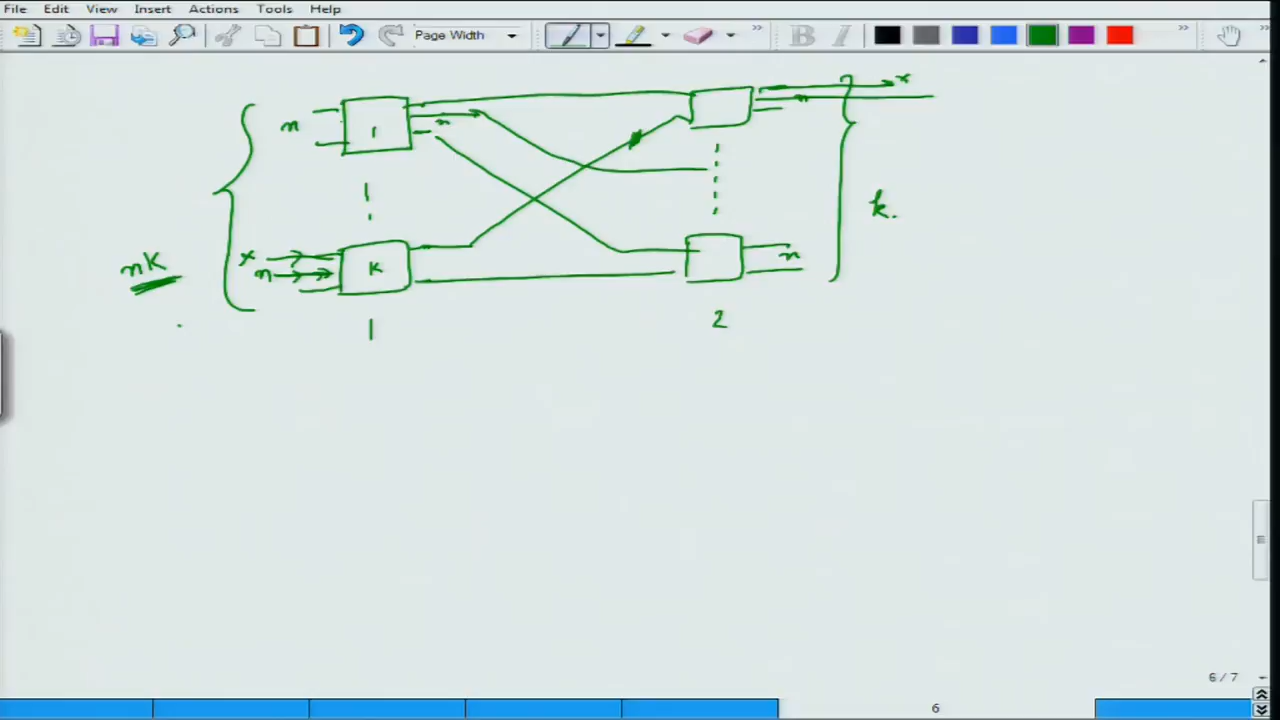 File Edit View Insert Actions Tools Help
Page Width
B I
x
n 1 n n
k.
nK
x
n K n
1 2
6 / 7
6